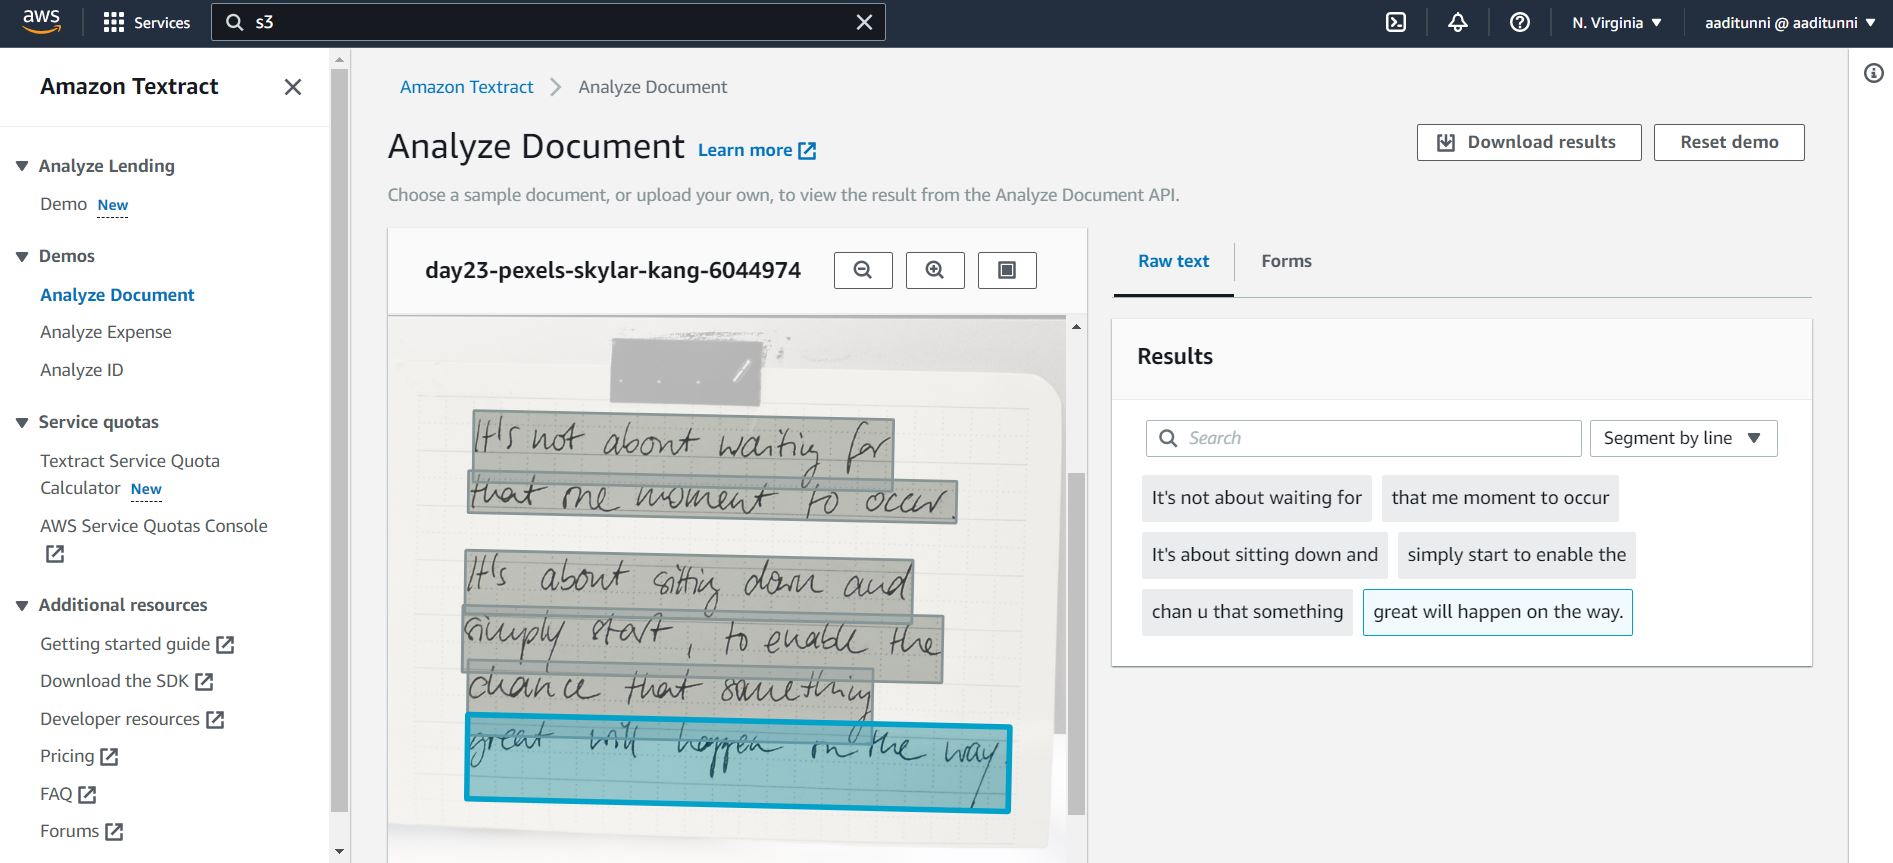 aws
Services
s3
N. Virginia
aaditunni @ aaditunni
Amazon Textract
Analyze Lending
Demo New
Demos
Analyze Document
Analyze Expense
Analyze ID
Service quotas
Textract Service Quota
Calculator New
AWS Service Quotas Console
Additional resources
Getting started guide
Download the SDK
Developer resources
Pricing
FAQ
Forums
Amazon Textract > Analyze Document
Analyze Document Learn more
Download results
Reset demo
Choose a sample document, or upload your own, to view the result from the Analyze Document API.
day23-pexels-skylar-kang-6044974
It's not about waiting for
that one moment to occur.
It's about sitting down and
simply start, to enable the
chance that something
great will happen on the way.
Raw text
Forms
Results
Search
Segment by line
It's not about waiting for
that me moment to occur
It's about sitting down and
simply start to enable the
chan u that something
great will happen on the way.